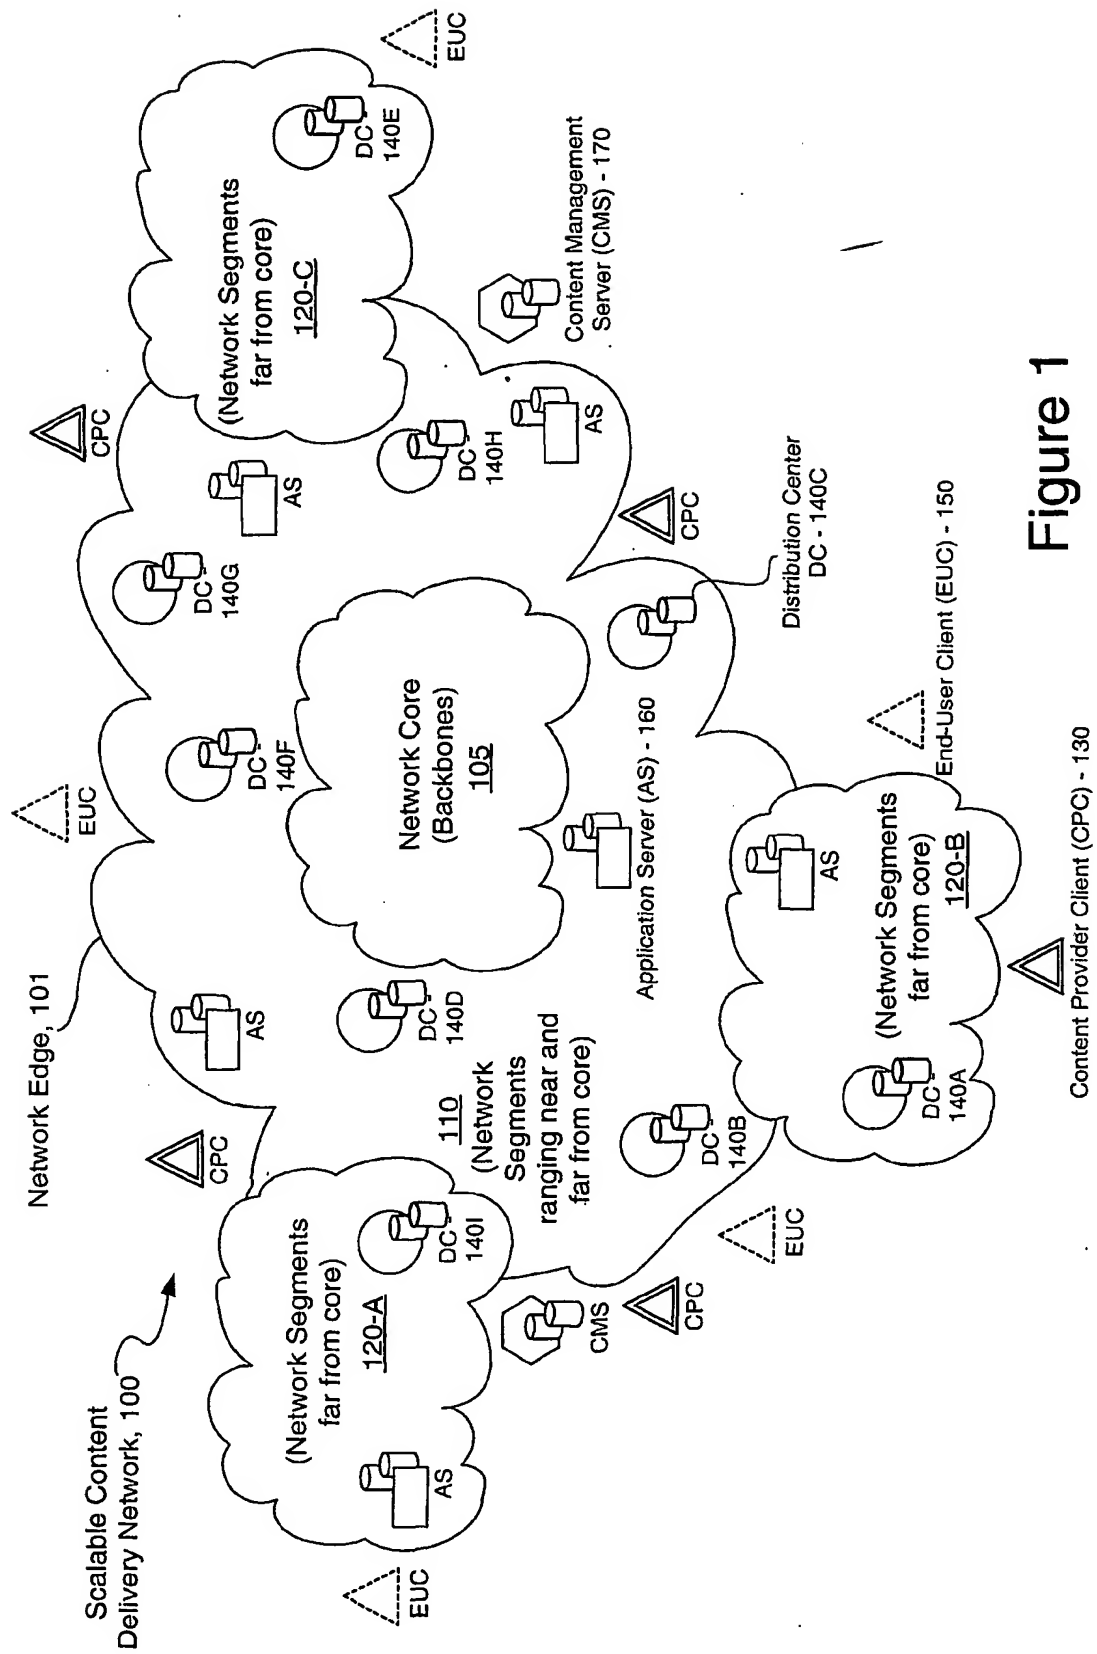 Network Edge, 101
EUC
CPC
Scalable Content
Delivery Network, 100
CPC
DC-
140G
AS
AS
DC-
140F
(Network Segments
far from core)
120-C
DC-
140E
EUC
(Network Segments
far from core)
120-A
DC-
140I
AS
EUC
DC-
140D
Network Core
(Backbones)
105
DC-
140H
110
(Network
Segments
ranging near and
far from core)
AS
Content Management
Server (CMS) - 170
CMS
CPC
Application Server (AS) - 160
CPC
DC-
140B
EUC
Distribution Center
DC - 140C
AS
(Network Segments
far from core)
120-B
DC-
140A
End-User Client (EUC) - 150
Content Provider Client (CPC) - 130
Figure 1